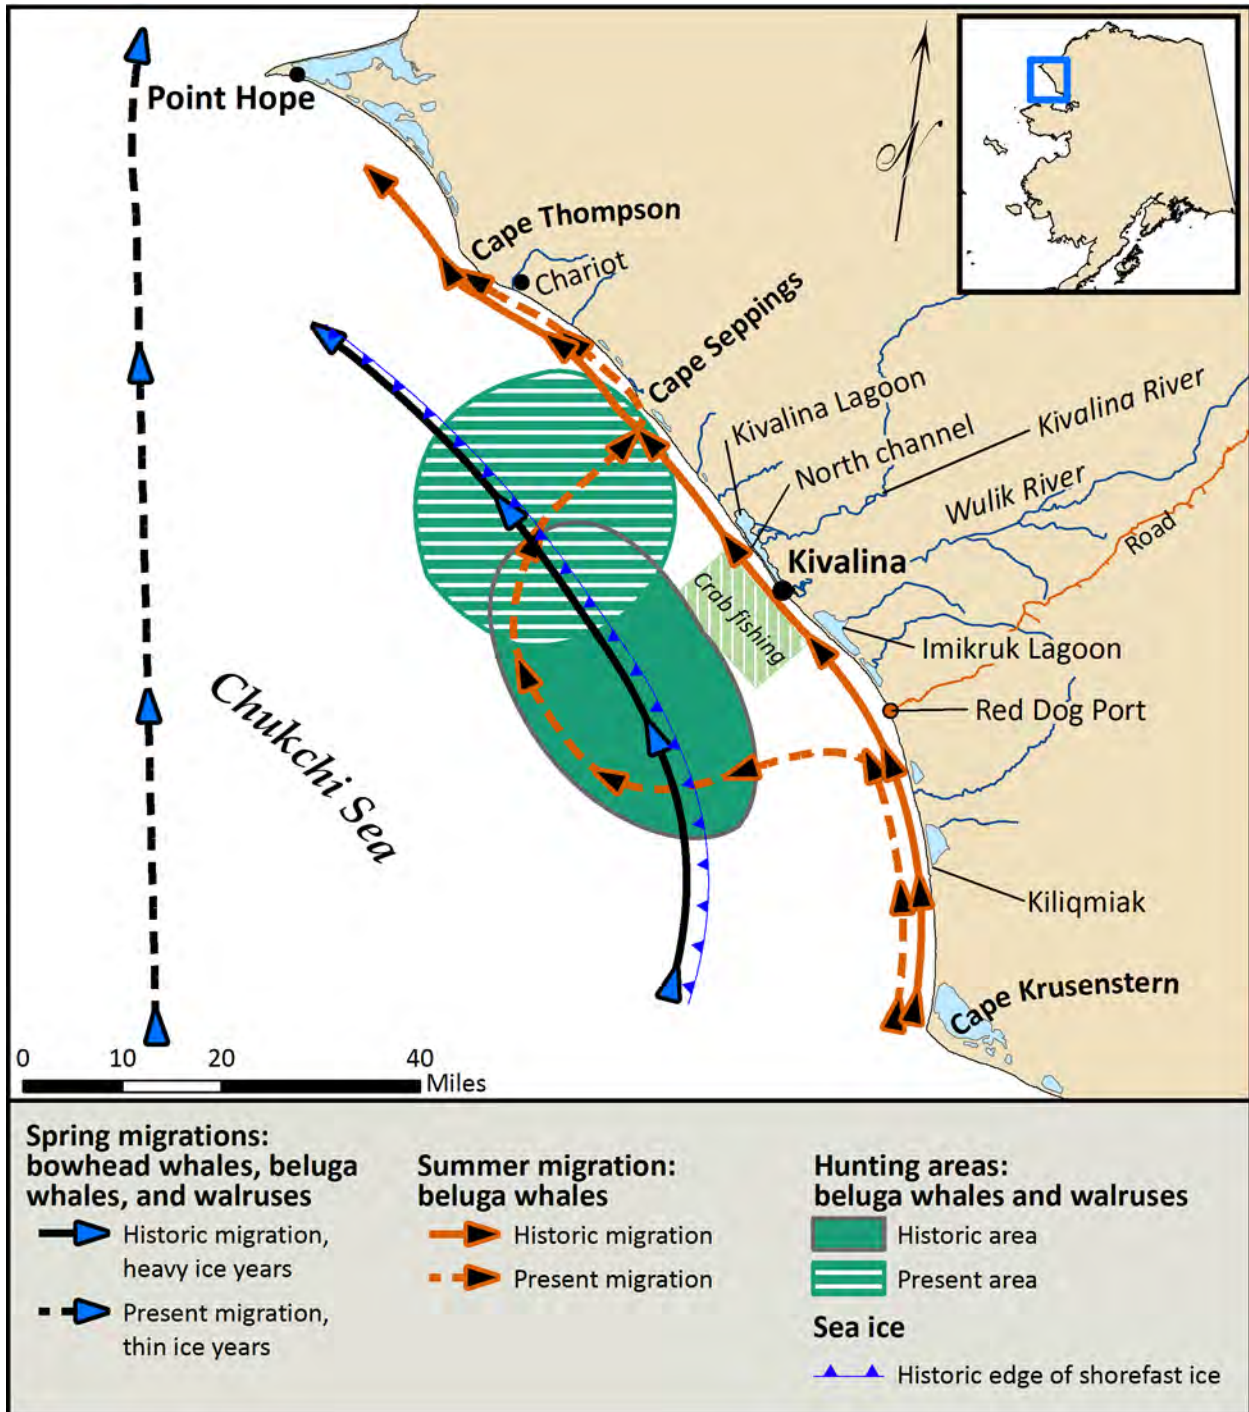 Point Hope
N
Cape Thompson
Chariot
Cape Seppings
Kivalina Lagoon
North channel
Kivalina River
Wulik River
Road
Kivalina
Crab fishing
Imikruk Lagoon
Red Dog Port
Chukchi Sea
Kiliqmiak
Cape Krusenstern
0 10 20 40
Miles
Spring migrations:
bowhead whales, beluga
whales, and walruses
Historic migration,
heavy ice years
Present migration,
thin ice years
Summer migration:
beluga whales
Historic migration
Present migration
Hunting areas:
beluga whales and walruses
Historic area
Present area
Sea ice
Historic edge of shorefast ice